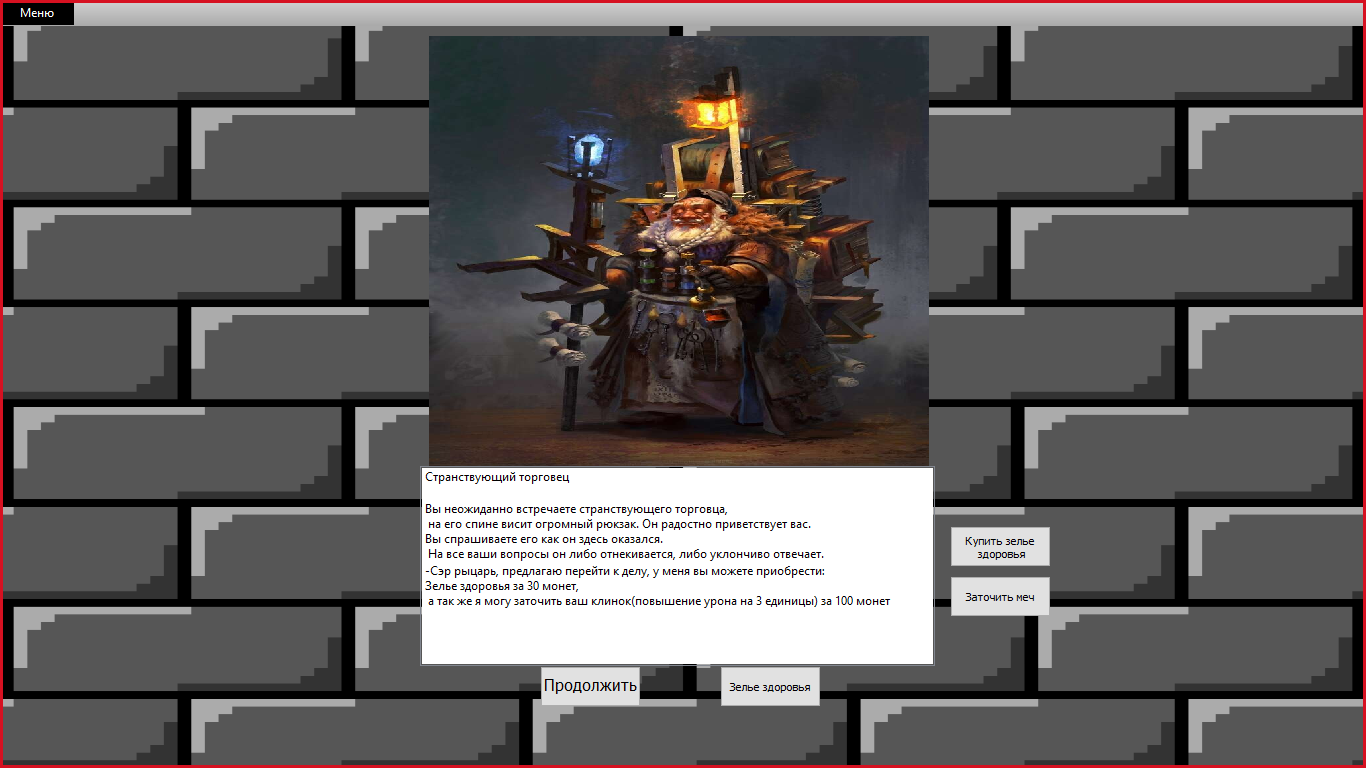 Меню
Странствующий торговец
Вы неожиданно встречаете странствующего торговца,
на его спине висит огромный рюкзак. Он радостно приветствует вас.
Вы спрашиваете его как он здесь оказался.
На все ваши вопросы он либо отнекивается, либо уклончиво отвечает.
-Сэр рыцарь, предлагаю перейти к делу, у меня вы можете приобрести:
Зелье здоровья за 30 монет,
а так же я могу заточить ваш клинок(повышение урона на 3 единицы) за 100 монет
Купить зелье
здоровья
Заточить меч
Продолжить
Зелье здоровья